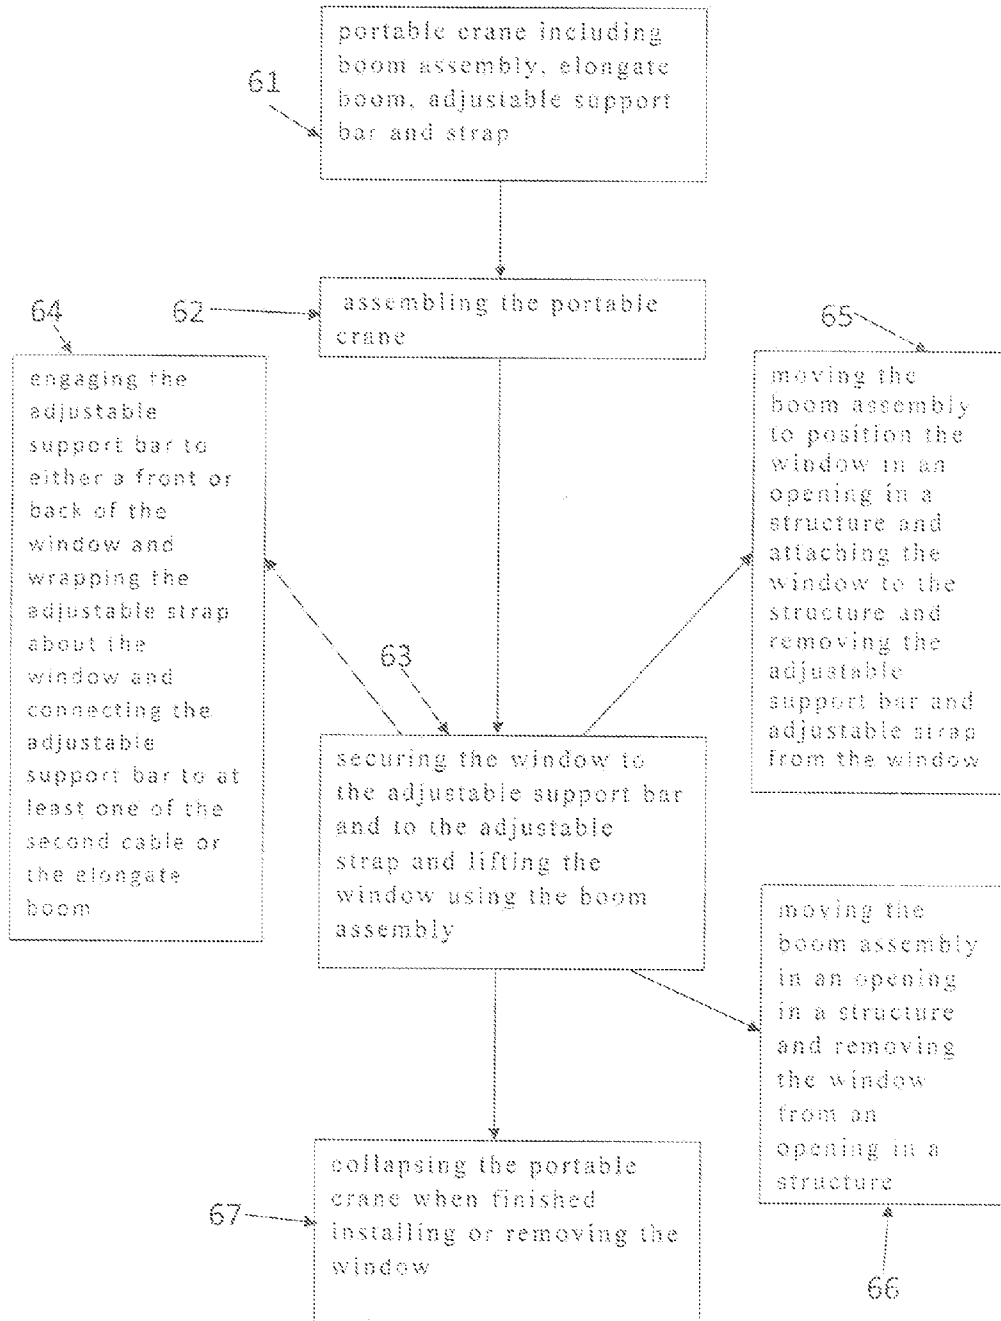 61
portable crane including
boom assembly, elongate
boom, adjustable support
bar and strap
62
assembling the portable
crane
64
engaging the
adjustable
support bar to
either a front or
back of the
window and
wrapping the
adjustable strap
about the
window and
connecting the
adjustable
support bar to at
least one of the
second cable or
the elongate
boom
65
moving the
boom assembly
to position the
window in an
opening in a
structure and
attaching the
window to the
structure and
removing the
adjustable
support bar and
adjustable strap
from the window
63
securing the window to
the adjustable support bar
and to the adjustable
strap and lifting the
window using the boom
assembly
moving the
boom assembly
in an opening
in a structure
and removing
the window
from an
opening in a
structure
66
67
collapsing the portable
crane when finished
installing or removing the
window